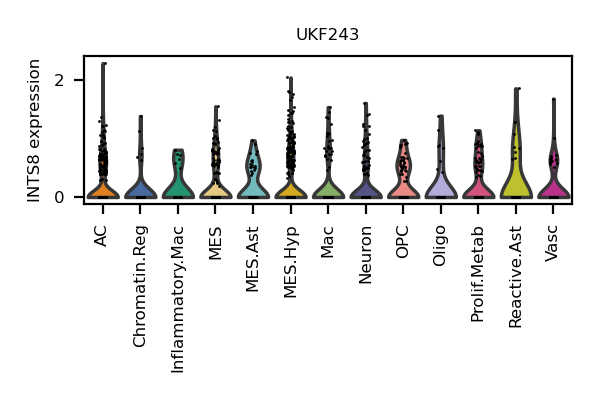 UKF243
INTS8 expression
2
0
AC
Chromatin.Reg
Inflammatory.Mac
MES
MES.Ast
MES.Hyp
Mac
Neuron
OPC
Oligo
Prolif.Metab
Reactive.Ast
Vasc